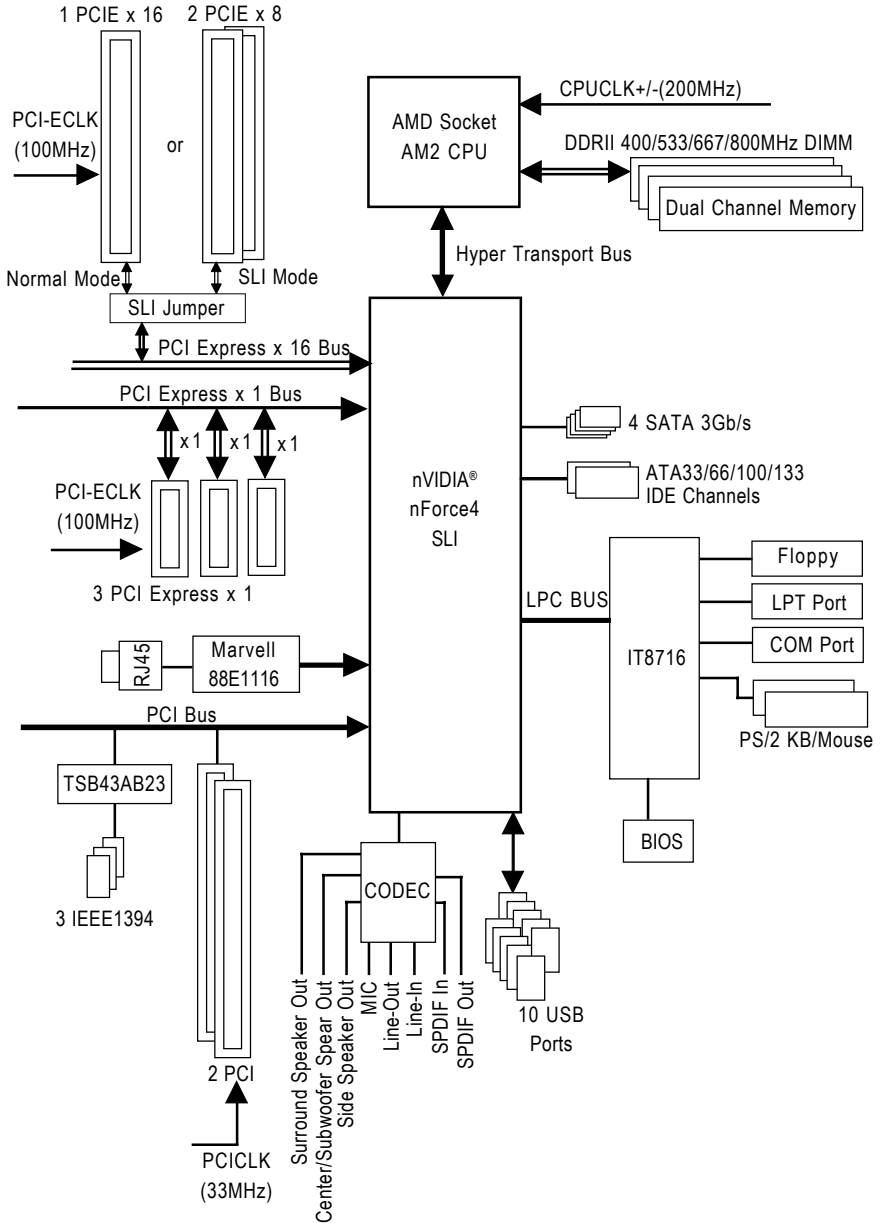 1 PCIE x 16
2 PCIE x 8
PCI-ECLK
(100MHz)
or
Normal Mode
SLI Mode
SLI Jumper
PCI Express x 16 Bus
AMD Socket
AM2 CPU
CPUCLK+/-(200MHz)
DDRII 400/533/667/800MHz DIMM
Dual Channel Memory
Hyper Transport Bus
PCI Express x 1 Bus
x1
x1
x1
PCI-ECLK
(100MHz)
3 PCI Express x 1
nVIDIA®
nForce4
SLI
4 SATA 3Gb/s
ATA33/66/100/133
IDE Channels
LPC BUS
IT8716
Floppy
LPT Port
COM Port
PS/2 KB/Mouse
BIOS
RJ45
Marvell
88E1116
PCI Bus
TSB43AB23
3 IEEE1394
2 PCI
PCICLK
(33MHz)
CODEC
Surround Speaker Out
Center/Subwoofer Spear Out
Side Speaker Out
MIC
Line-Out
Line-In
SPDIF In
SPDIF Out
10 USB
Ports